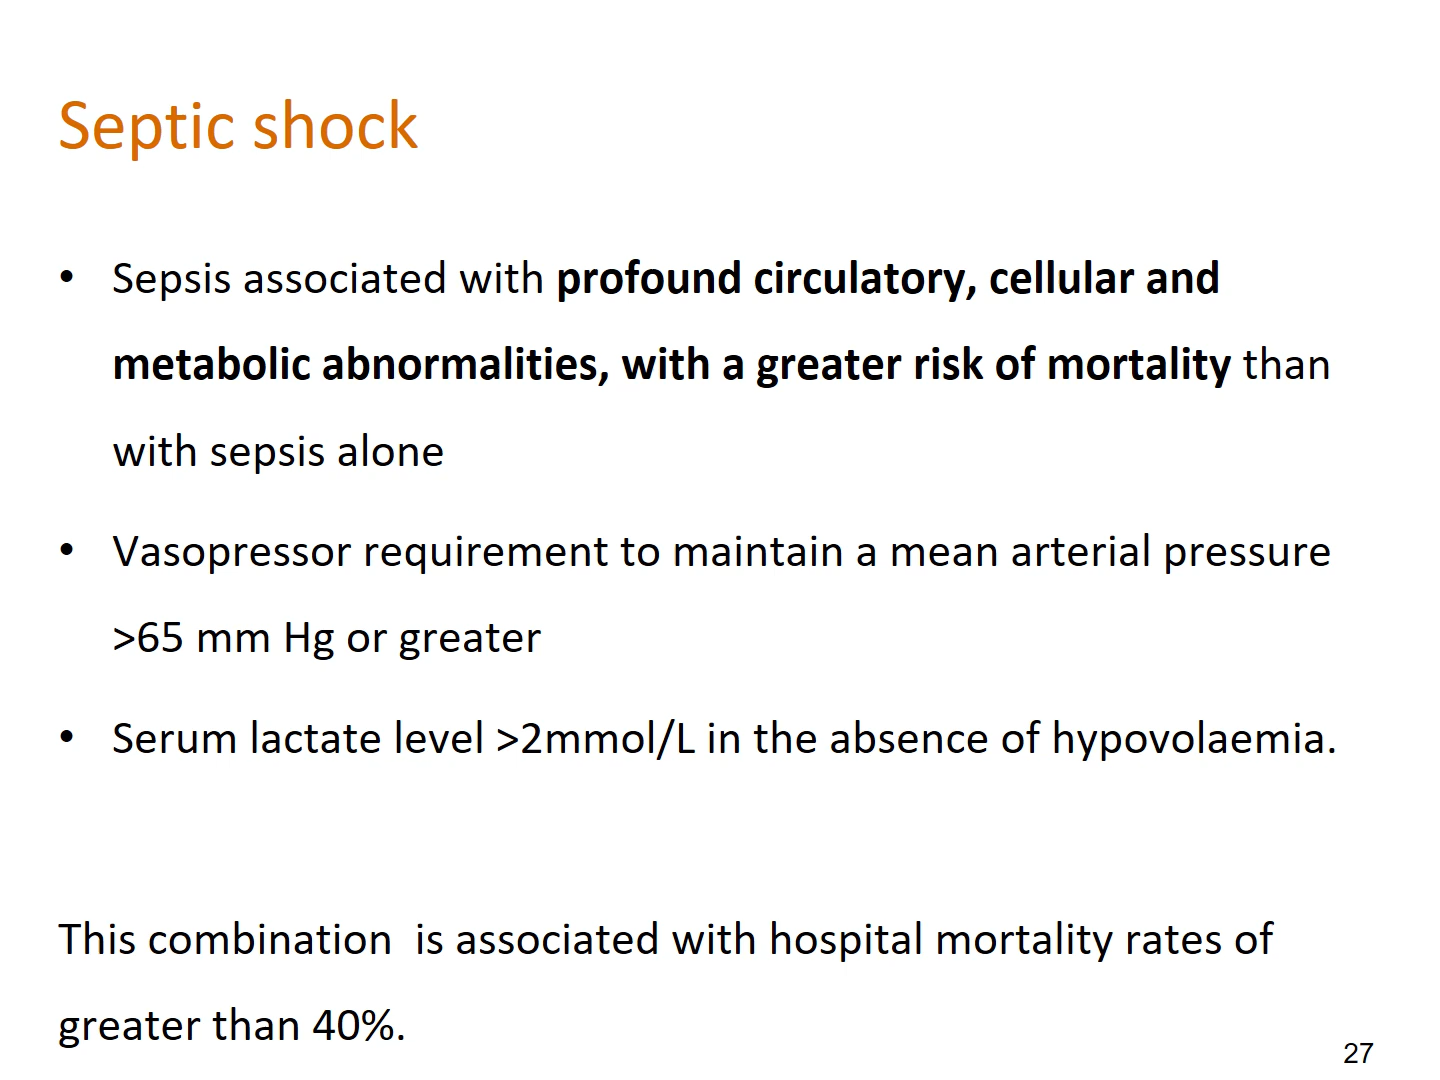 Septic shock
• Sepsis associated with profound circulatory, cellular and
metabolic abnormalities, with a greater risk of mortality than
with sepsis alone
• Vasopressor requirement to maintain a mean arterial pressure
>65 mm Hg or greater
• Serum lactate level >2mmol/L in the absence of hypovolaemia.
This combination  is associated with hospital mortality rates of
greater than 40%.
27